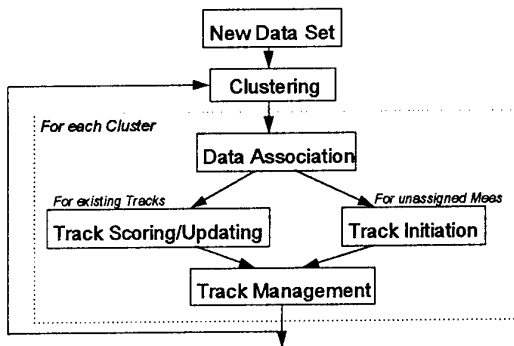 New Data Set
Clustering
For each Cluster
Data Association
For existing Tracks
For unassigned Meas
Track Scoring/Updating
Track Initiation
Track Management